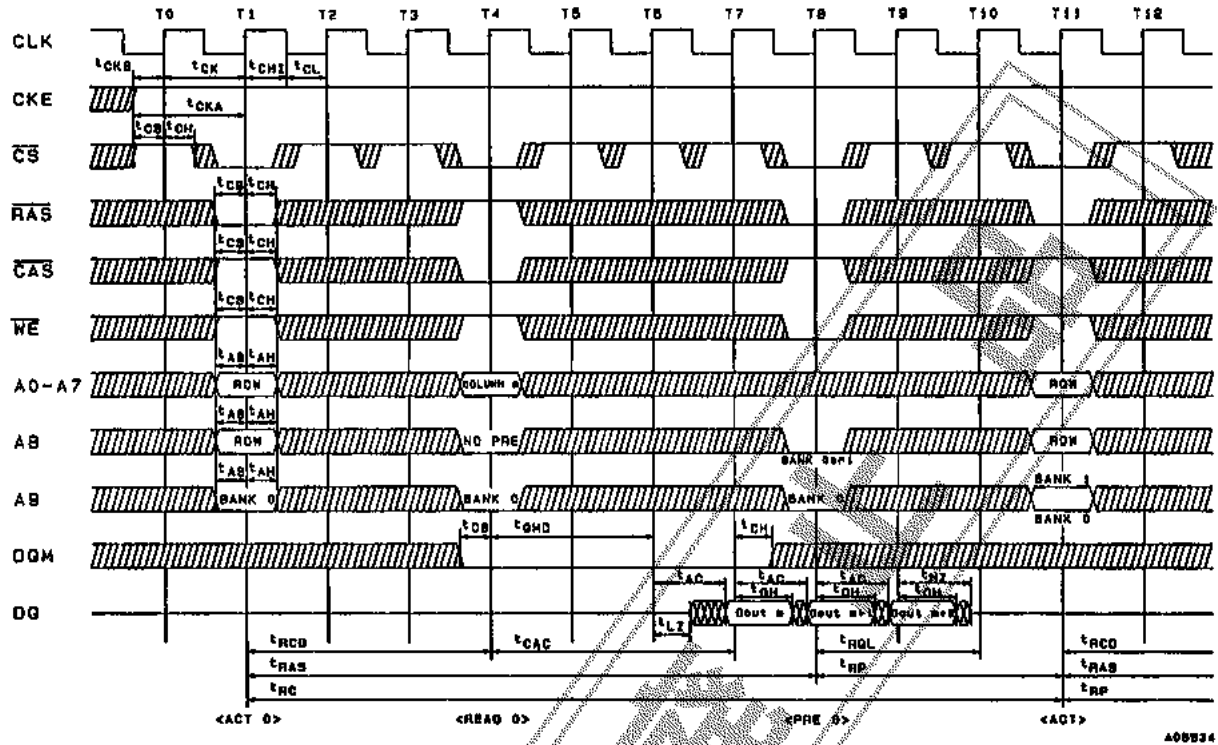 T0 T1 T2 T3 T4 T5 T6 T7 T8 T9 T10 T11 T12
CLK
tCKS tCK tCHI tCL
CKE
tCKA
tCS tCH
CS
tCS tCH
RAS
tCS tCH
CAS
tCS tCH
WE
tAS tAH
A0-A7 ROW COLUMN m ROW
tAS tAH
A8 ROW NO PRE ROW
tAS tAH BANK 1
A9 BANK 0 BANK 0 BANK 0
BANK 0
tQMD tCH
DQM
tAC tAC tAC tHZ
tOH tOH tOH
DQ Dout m
tLZ
tRCD tCAC tRQL tRCD
tRAS tRP tRAS
tRC tRP
<ACT 0> <READ 0> <PRE 0> <ACT>